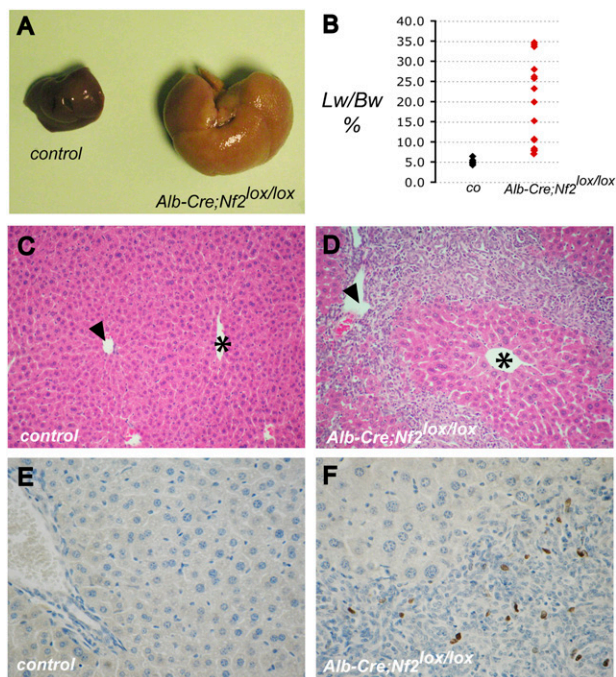 A
control
Alb-Cre;Nf2lox/lox
B
Lw/Bw
%
40.0
35.0
30.0
25.0
20.0
15.0
10.0
5.0
0.0
co
Alb-Cre;Nf2lox/lox
C
*
control
D
*
Alb-Cre;Nf2lox/lox
E
control
F
Alb-Cre;Nf2lox/lox